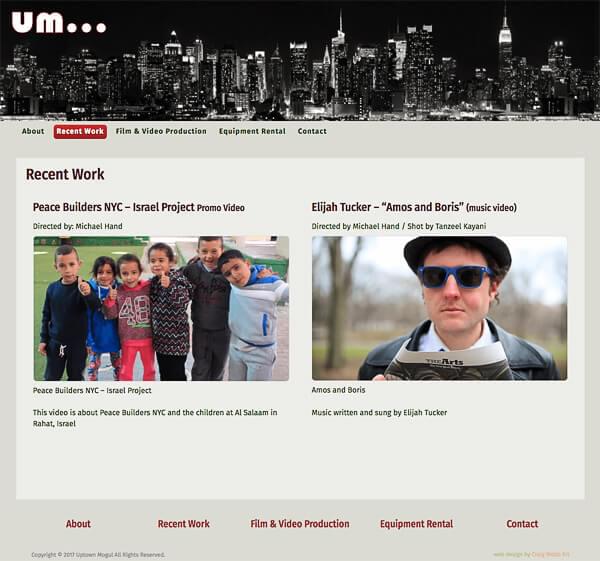 um...
About Recent Work Film & Video Production Equipment Rental Contact
Recent Work
Peace Builders NYC – Israel Project Promo Video
Directed by: Michael Hand
48
Peace Builders NYC – Israel Project
This video is about Peace Builders NYC and the children at Al Salaam in
Rahat, Israel
Elijah Tucker – “Amos and Boris” (music video)
Directed by Michael Hand / Shot by Tanzeel Kayani
THE Arts
Amos and Boris
Music written and sung by Elijah Tucker
About Recent Work Film & Video Production Equipment Rental Contact
Copyright © 2017 Uptown Mogul All Rights Reserved.
web design by Craig Webb Art